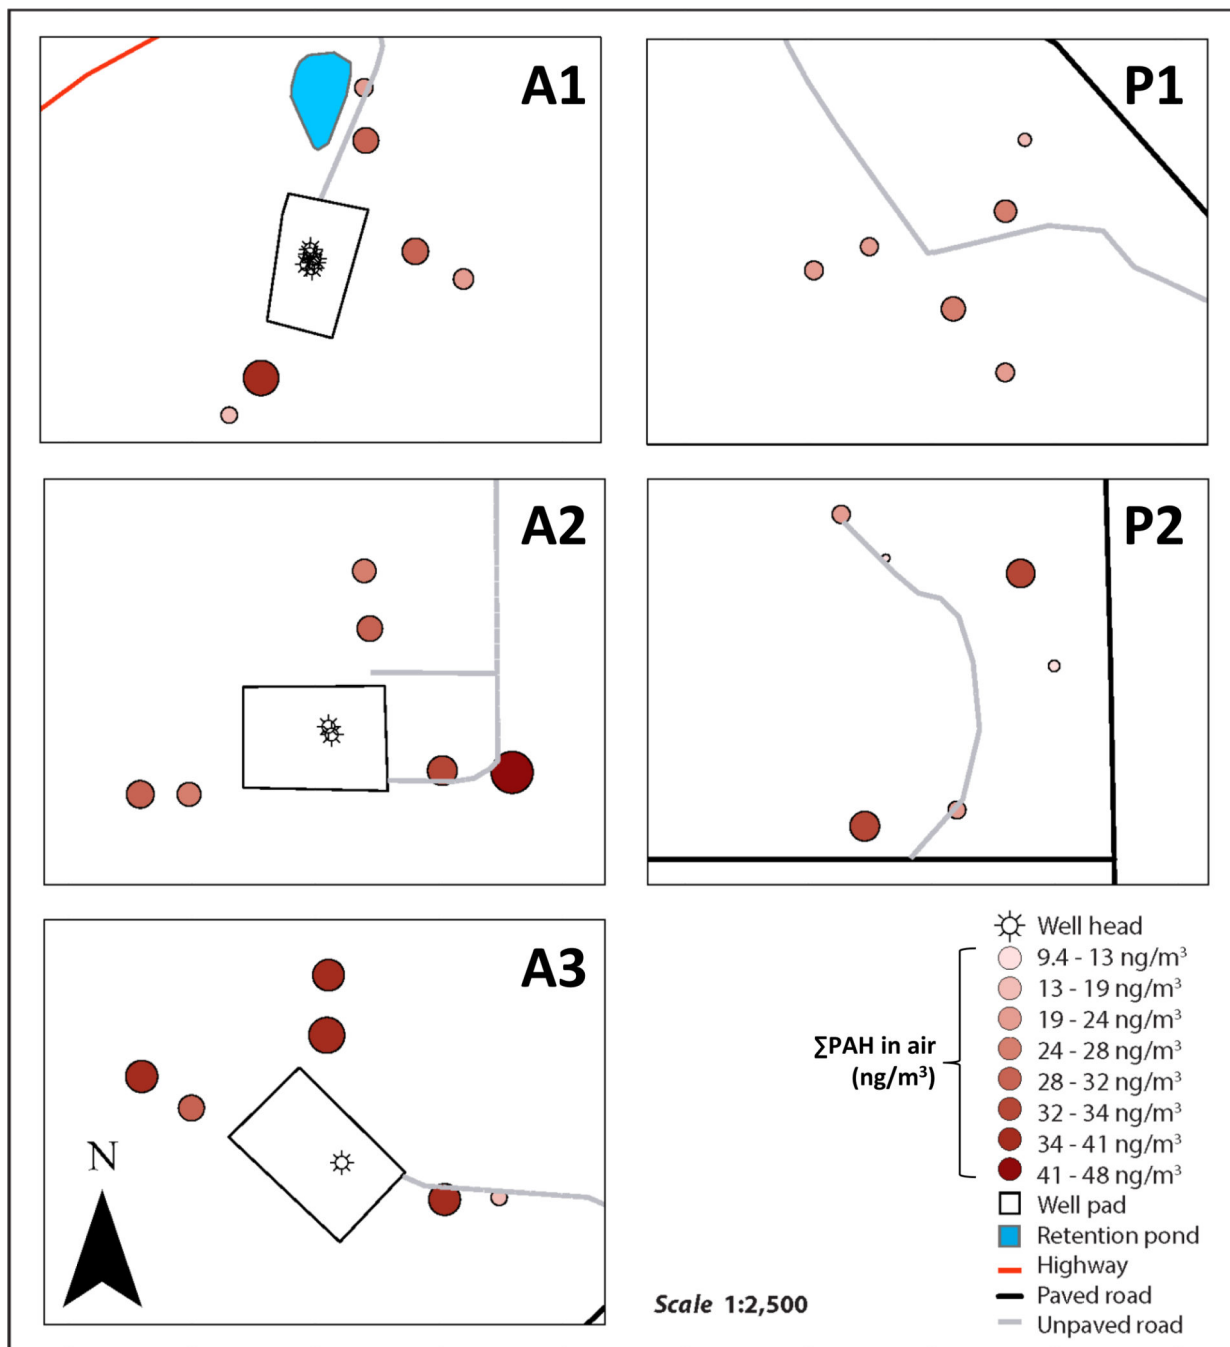 A1
P1
A2
P2
A3
N
Well head
9.4 - 13 ng/m³
13 - 19 ng/m³
19 - 24 ng/m³
24 - 28 ng/m³
28 - 32 ng/m³
32 - 34 ng/m³
34 - 41 ng/m³
41 - 48 ng/m³
∑PAH in air
(ng/m³)
Well pad
Retention pond
Highway
Paved road
Unpaved road
Scale 1:2,500